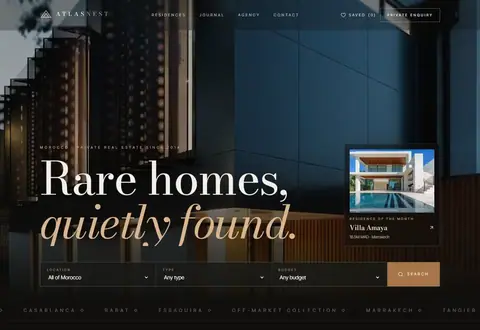 ATLASNEST
RESIDENCES JOURNAL AGENCY CONTACT
SAVED (0)
PRIVATE ENQUIRY
MOROCCO PRIVATE REAL ESTATE SINCE
Rare homes,
quietly found.
RESIDENCE OF THE MONTH
Villa Amaya
Marrakech
LOCATION
All of Morocco
TYPE
Any type
BUDGET
Any budget
SEARCH
CASABLANCA RABAT ESSAOUIRA OFF-MARKET COLLECTION MARRAKECH TANGIER